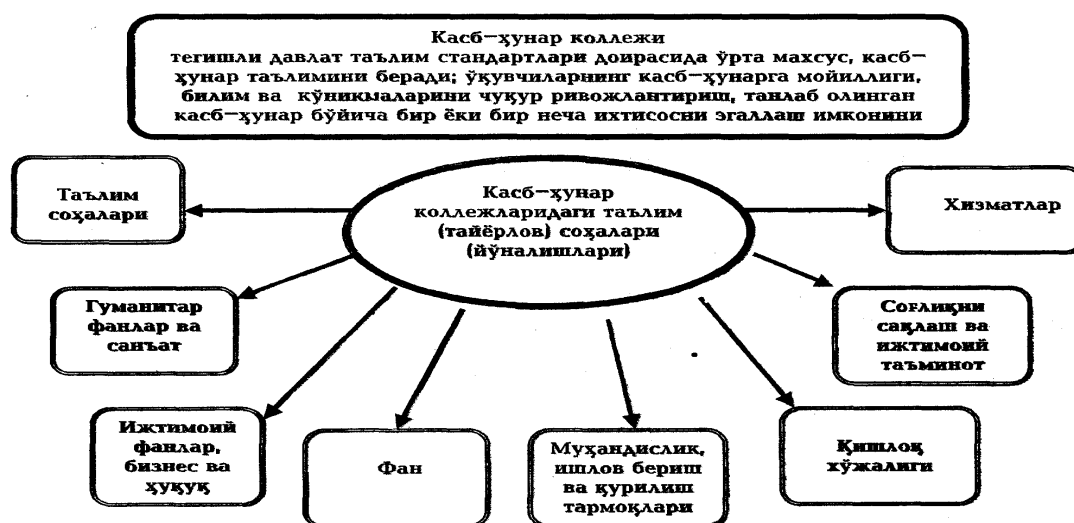 Касб–ҳунар коллежи
тегишли давлат таълим стандартлари доирасида ўрта махсус, касб–
ҳунар таълимини беради; ўқувчиларнинг касб–ҳунарга мойиллиги,
билим ва кўникмаларини чуқур ривожлантириш, танлаб олинган
касб–ҳунар бўйича бир ёки бир неча ихтисосни эгаллаш имконини
Таълим
соҳалари
Касб–ҳунар
коллежларидаги таълим
(тайёрлов) соҳалари
(йўналишлари)
Хизматлар
Гуманитар
фанлар ва
санъат
Соғлиқни
сақлаш ва
ижтимоий
таъминот
Ижтимоий
фанлар,
бизнес ва
ҳуқуқ
Фан
Муҳандислик,
ишлов бериш
ва қурилиш
тармоқлари
Қишлоқ
хўжалиги